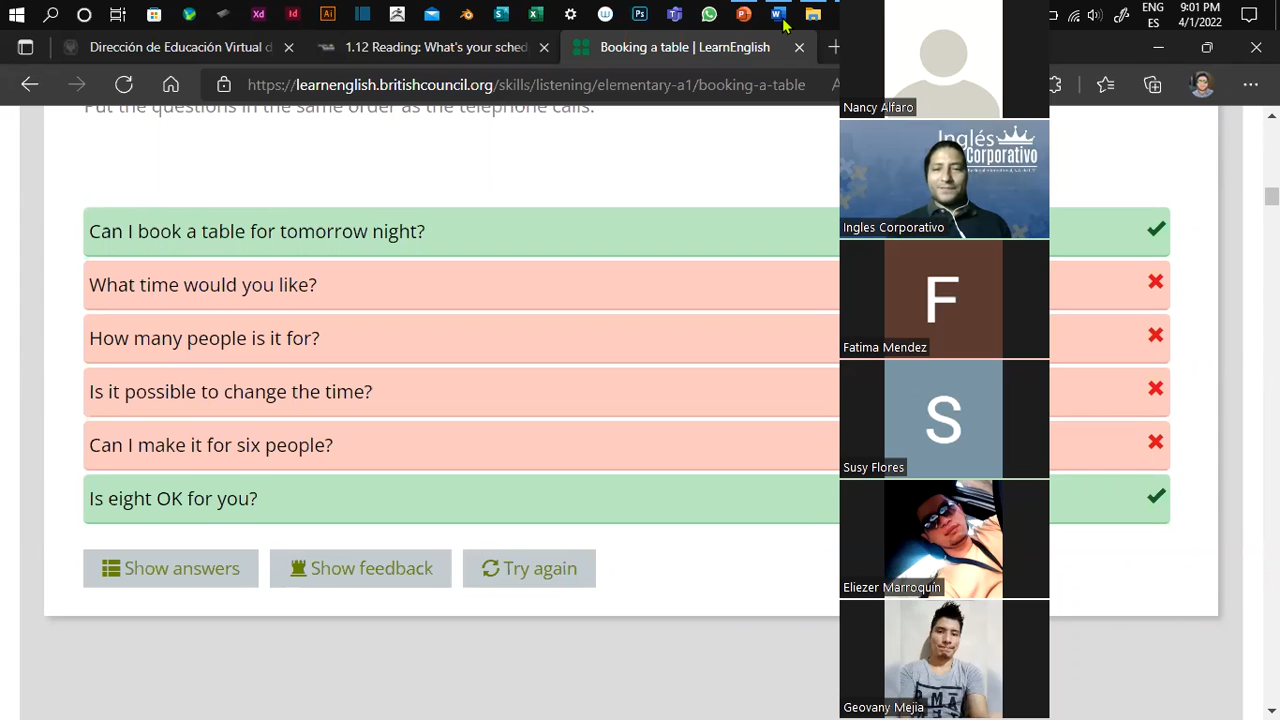 9:01 PM
ENG
ES
4/1/2022
Dirección de Educación Virtual d
1.12 Reading: What's your sched
Booking a table | LearnEnglish
https://learnenglish.britishcouncil.org/skills/listening/elementary-a1/booking-a-table
Put the questions in the same order as the telephone calls.
Can I book a table for tomorrow night?
What time would you like?
How many people is it for?
Is it possible to change the time?
Can I make it for six people?
Is eight OK for you?
Show answers
Show feedback
Try again
Nancy Alfaro
Inglés
Corporativo
Ingles Corporativo
F
Fatima Mendez
S
Susy Flores
Eliezer Marroquín
Geovany Mejia